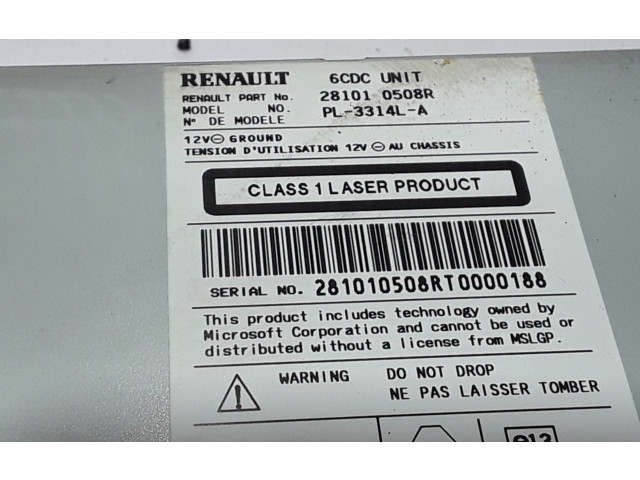 RENAULT 6CDC UNIT
RENAULT PART No. 28101 0508R
MODEL NO. PL-3314L-A
N° DE MODELE
12V⊖ GROUND
TENSION D'UTILISATION 12V ⊖ AU CHASSIS
CLASS 1 LASER PRODUCT
SERIAL NO. 281010508RT0000188
This product includes technology owned by
Microsoft Corporation and cannot be used or
distributed without a license from MSLGP.
WARNING DO NOT DROP
NE PAS LAISSER TOMBER